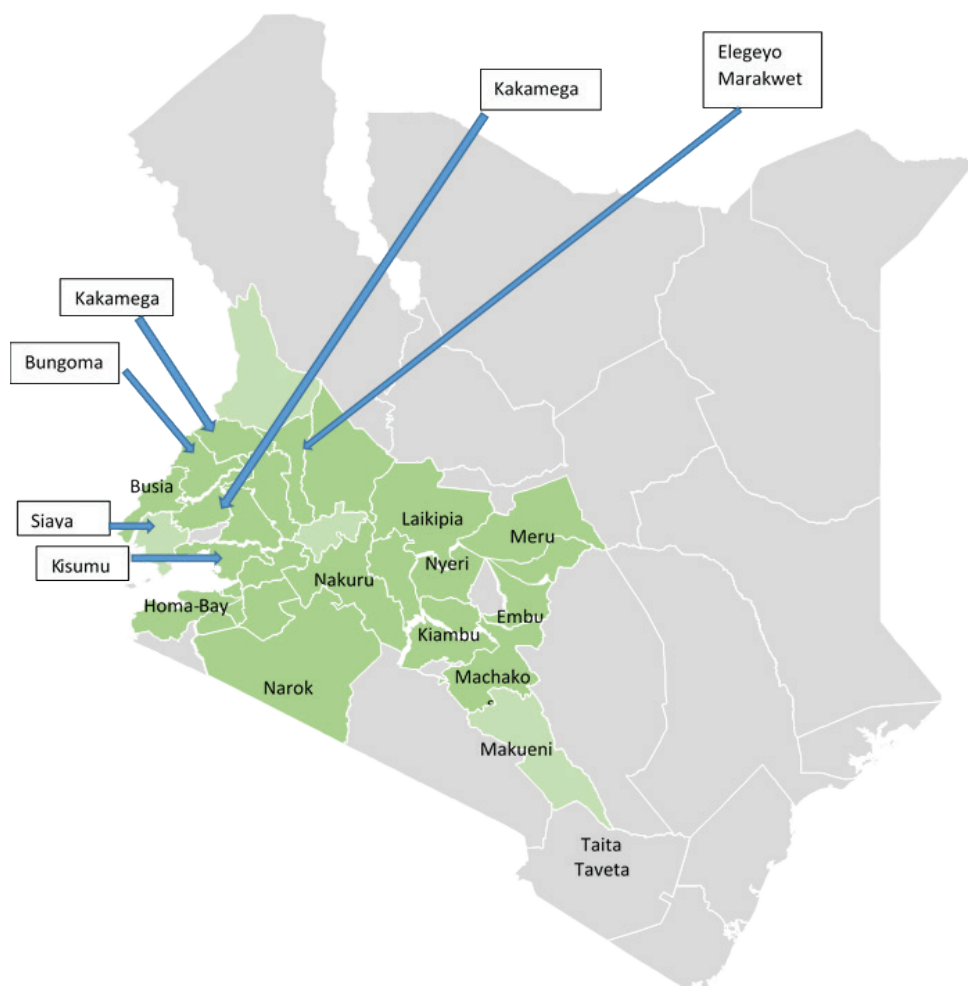 Elegeyo
Marakwet
Kakamega
Kakamega
Bungoma
Busia
Siaya
Laikipia
Meru
Kisumu
Nakuru
Nyeri
Homa-Bay
Embu
Kiambu
Machako
Narok
Makueni
Taita
Taveta